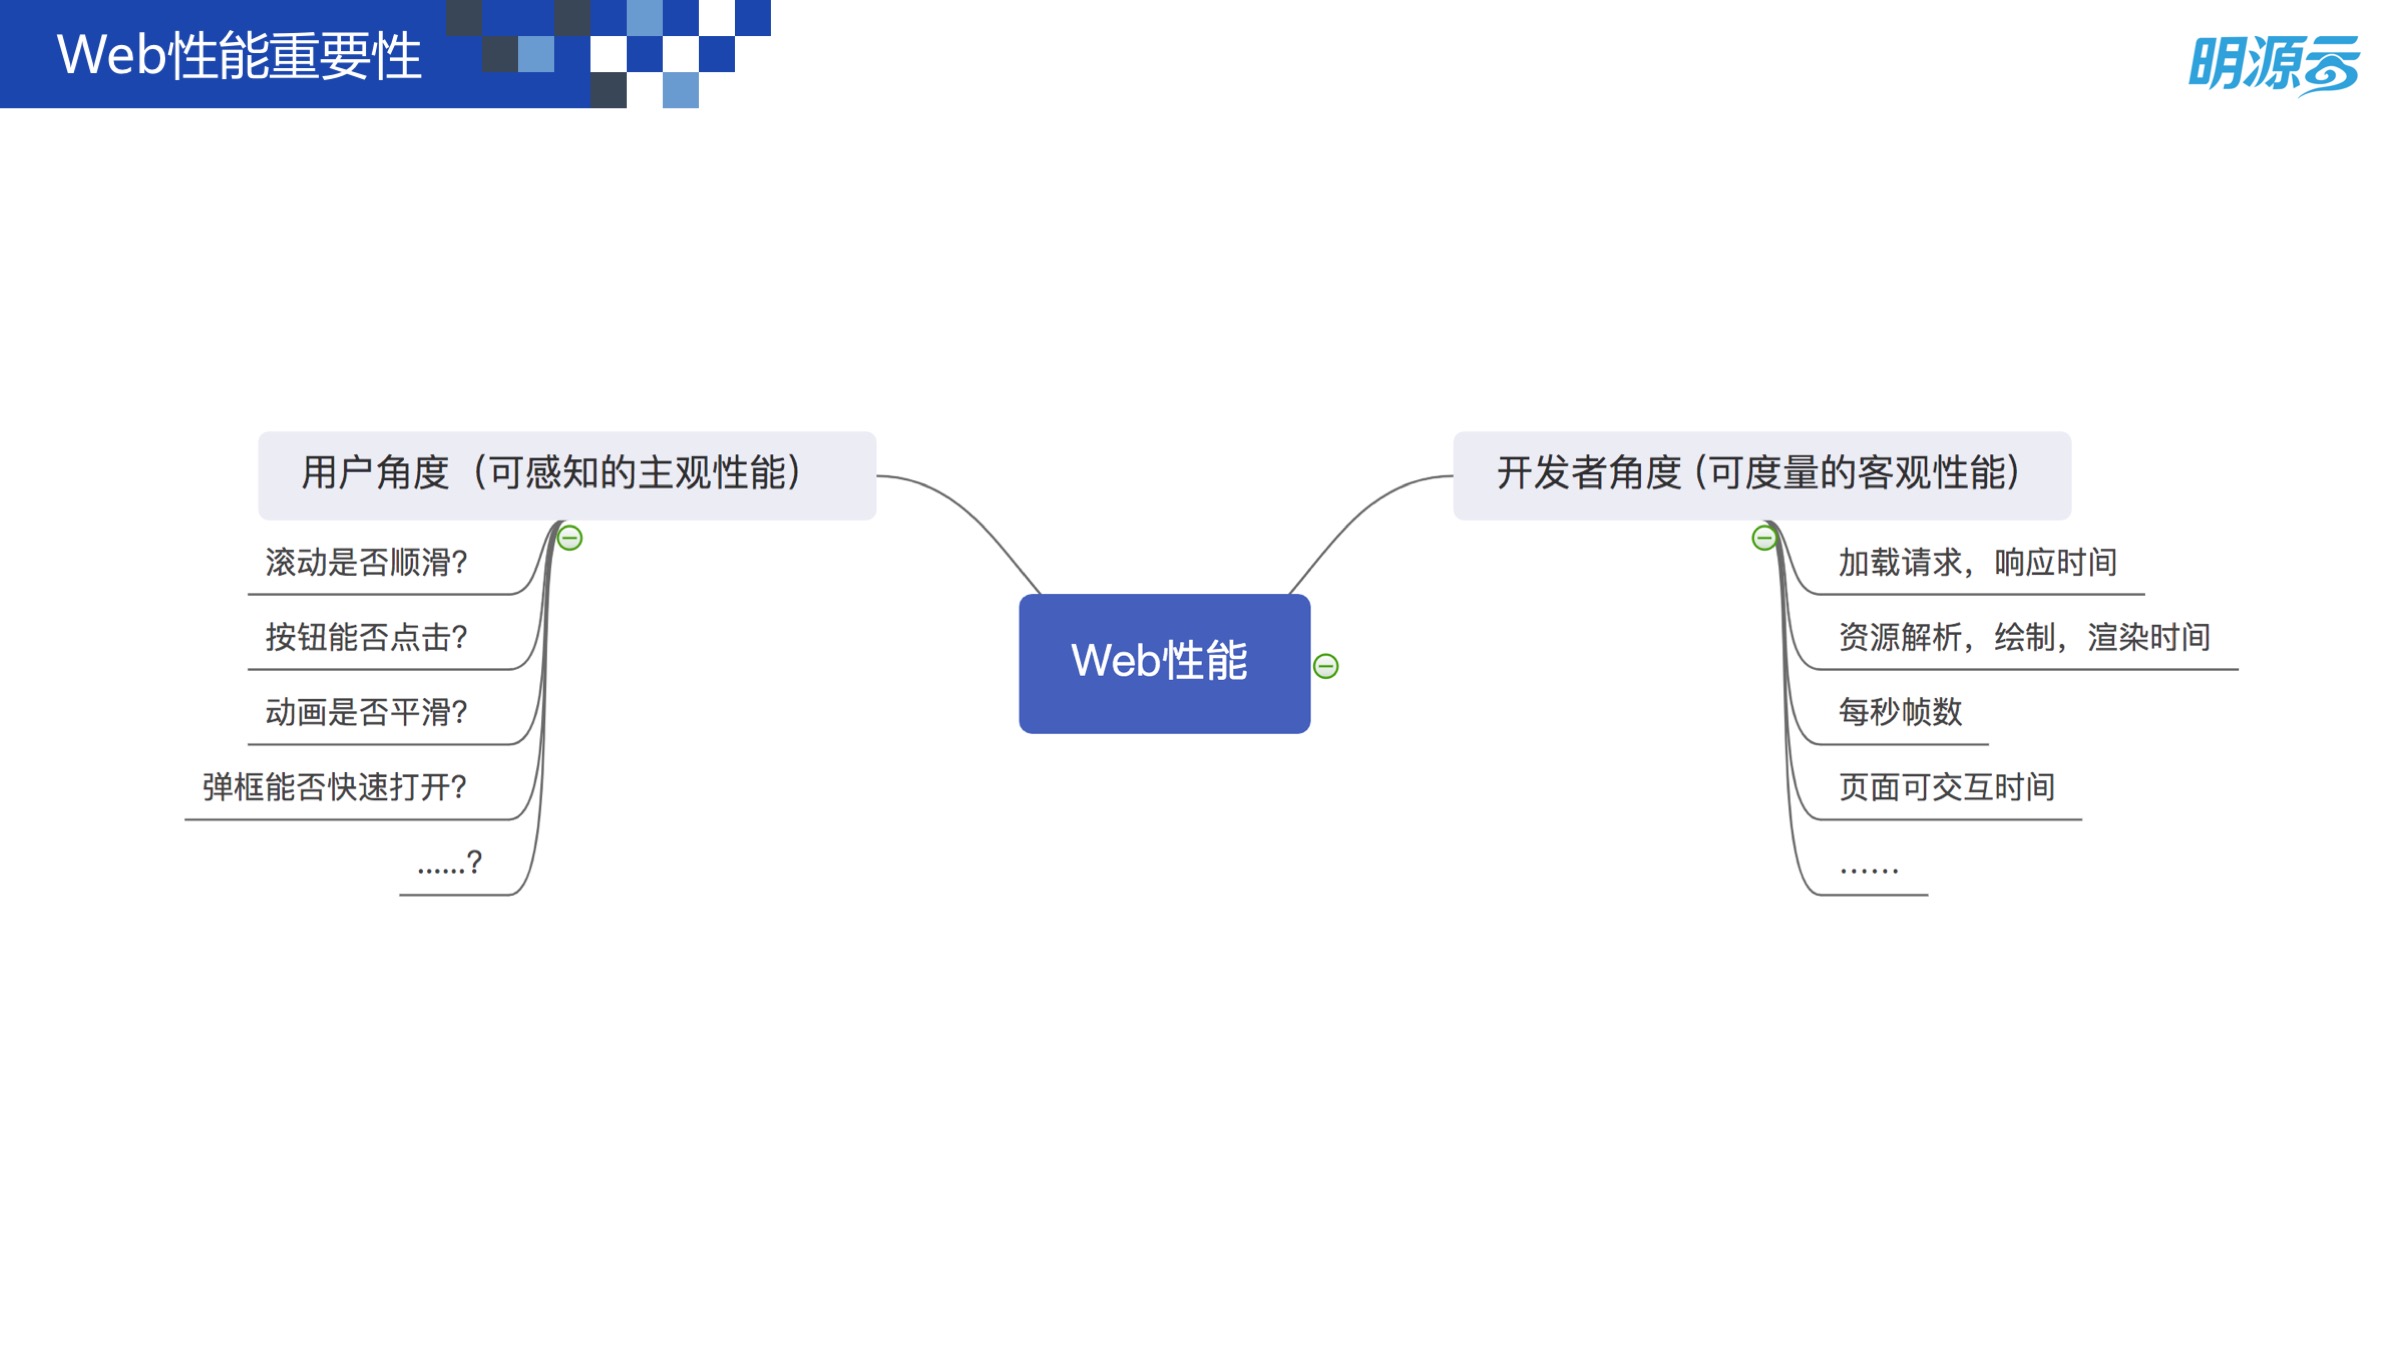 Web性能重要性
明源云
用户角度（可感知的主观性能）
滚动是否顺滑?
按钮能否点击?
动画是否平滑?
弹框能否快速打开?
......?
Web性能
开发者角度 (可度量的客观性能)
加载请求，响应时间
资源解析，绘制，渲染时间
每秒帧数
页面可交互时间
......